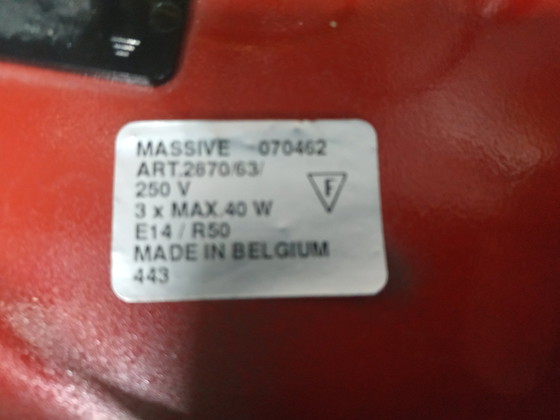 MASSIVE 070462
ART.2870/63/
250 V
F
3 x MAX.40 W
E14 / R50
MADE IN BELGIUM
443